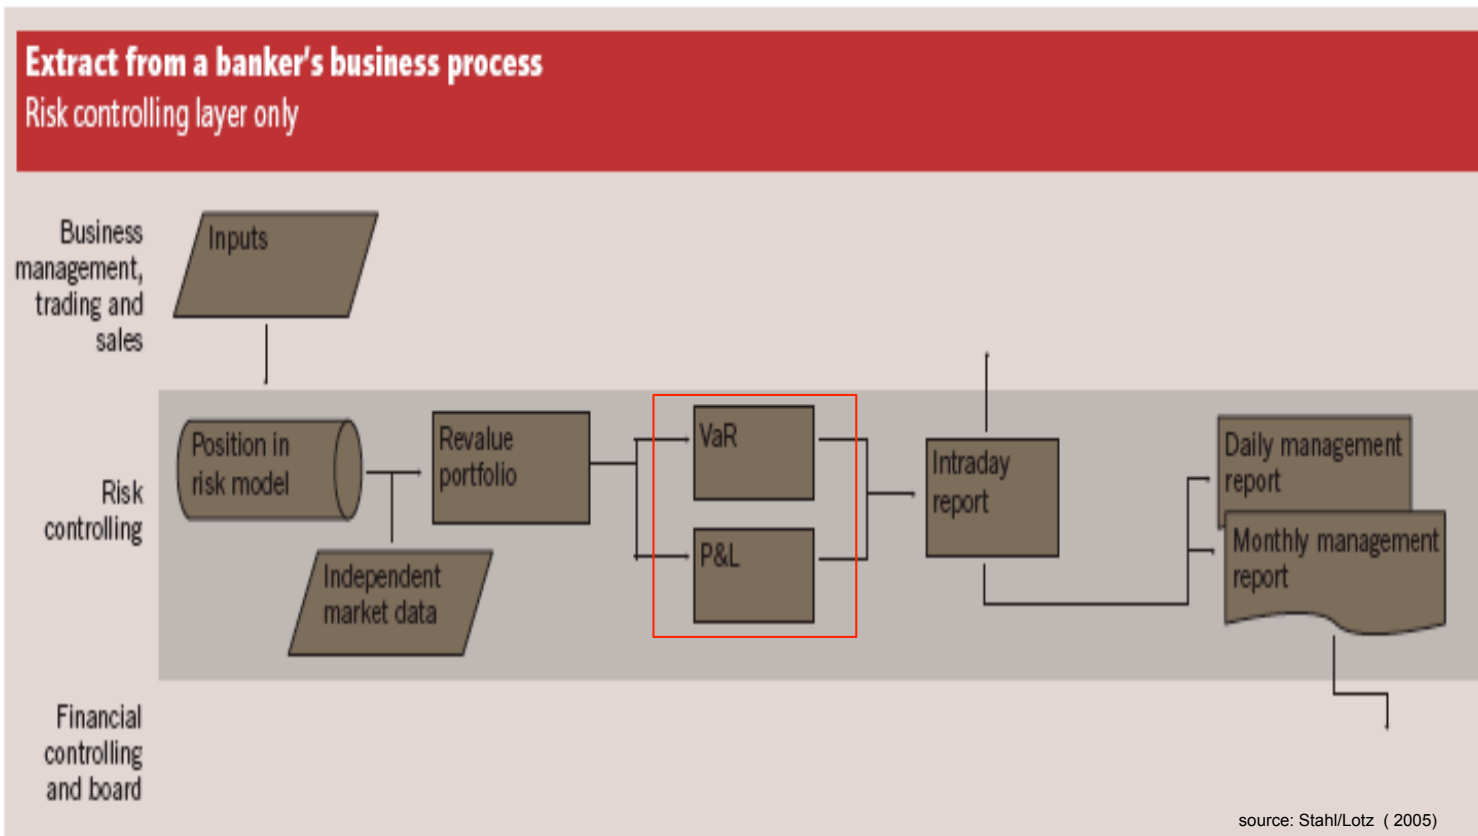 Extract from a banker's business process
Risk controlling layer only
Business
management,
trading and
sales
Inputs
Risk
controlling
Position in
risk model
Independent
market data
Revalue
portfolio
VaR
P&L
Intraday
report
Daily management
report
Monthly management
report
Financial
controlling
and board
source: Stahl/Lotz ( 2005)